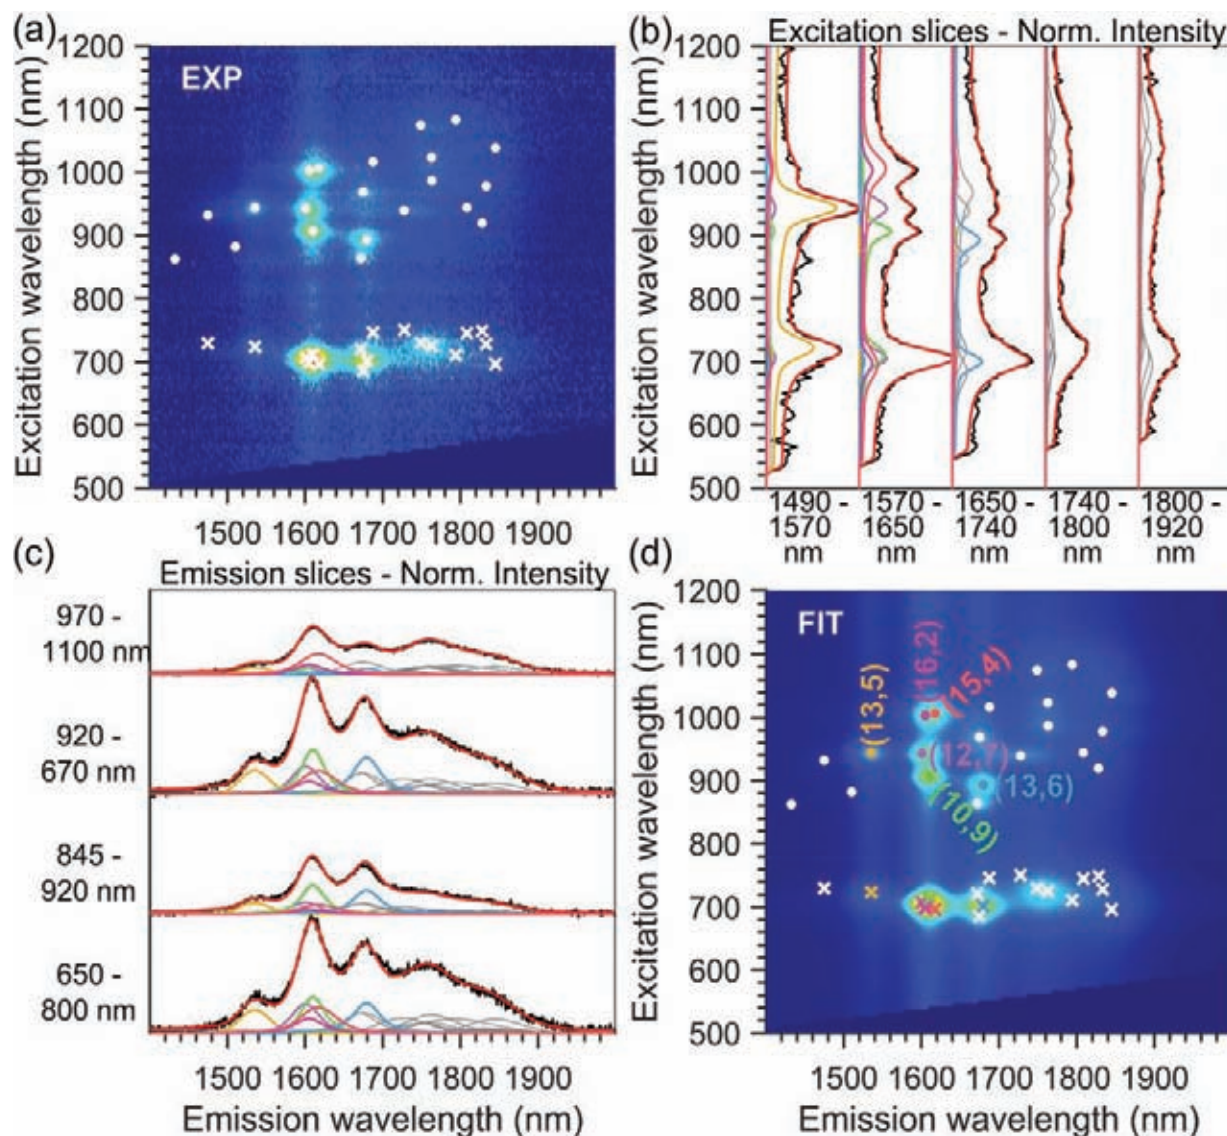 (a)
EXP
Excitation wavelength (nm)
1200
1100
1000
900
800
700
600
500
1500 1600 1700 1800 1900
(b)
Excitation slices - Norm. Intensity
Excitation wavelength (nm)
1200
1100
1000
900
800
700
600
500
1490 - 1570 - 1650 - 1740 - 1800 -
1570 1650 1740 1800 1920
nm nm nm nm nm
(c)
Emission slices - Norm. Intensity
970 -
1100 nm
920 -
670 nm
845 -
920 nm
650 -
800 nm
1500 1600 1700 1800 1900
Emission wavelength (nm)
(d)
FIT
Excitation wavelength (nm)
1200
1100
1000
900
800
700
600
500
(13,5)
(16,2)
(15,4)
(12,7)
(13,6)
(10,9)
1500 1600 1700 1800 1900
Emission wavelength (nm)